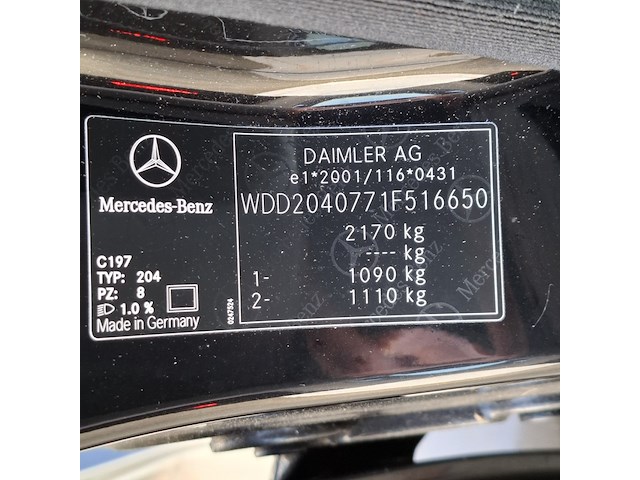 Mercedes-Benz
C197
TYP: 204
PZ: 8
1.0 %
Made in Germany
0247524
DAIMLER AG
e1*2001/116*0431
WDD2040771F516650
2170 kg
---- kg
1- 1090 kg
2- 1110 kg